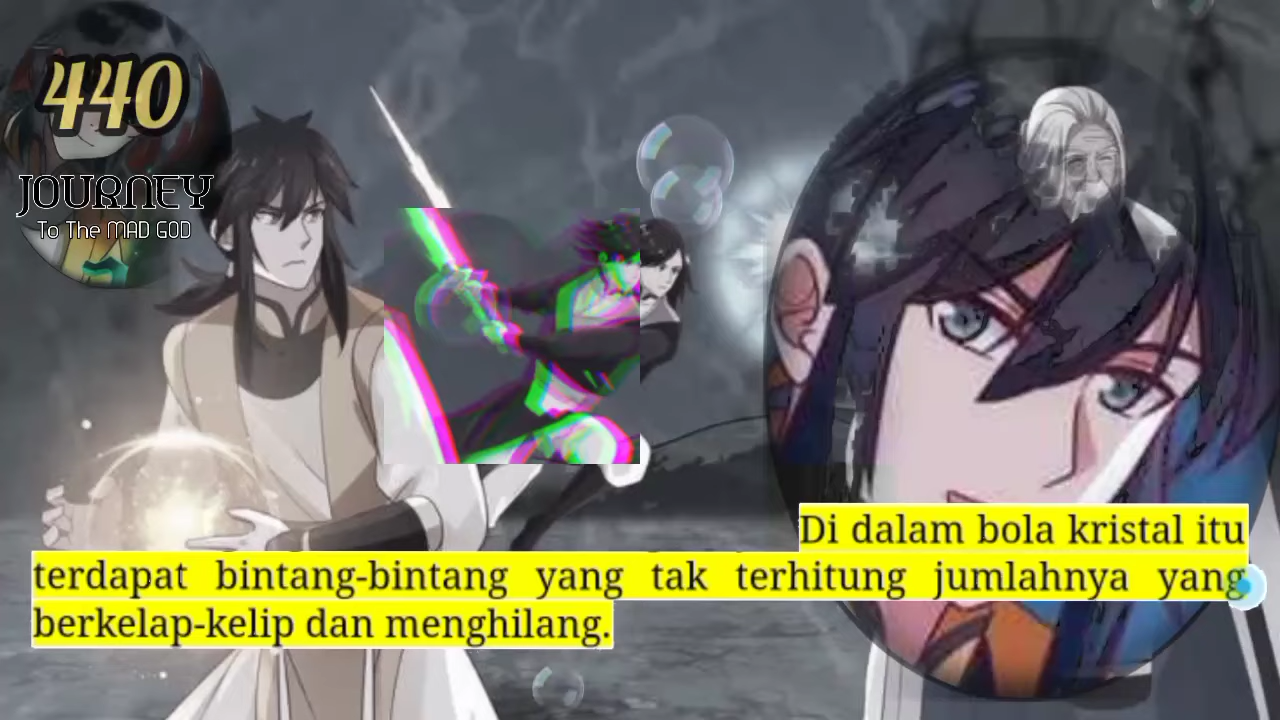 440
JOURNEY
To The MAD GOD
Di dalam bola kristal itu
terdapat bintang-bintang yang tak terhitung jumlahnya yang
berkelap-kelip dan menghilang.